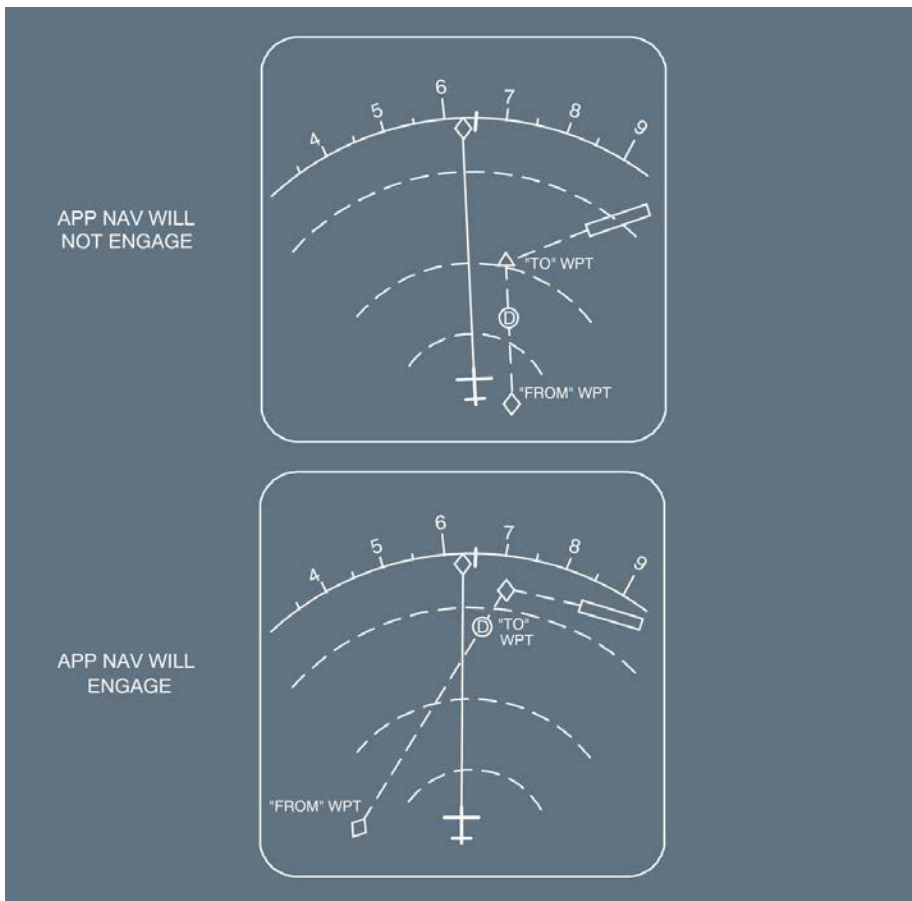 4 5 6 7 8 9
APP NAV WILL
NOT ENGAGE
"TO" WPT
D
"FROM" WPT
4 5 6 7 8 9
D
"TO"
WPT
APP NAV WILL
ENGAGE
"FROM" WPT